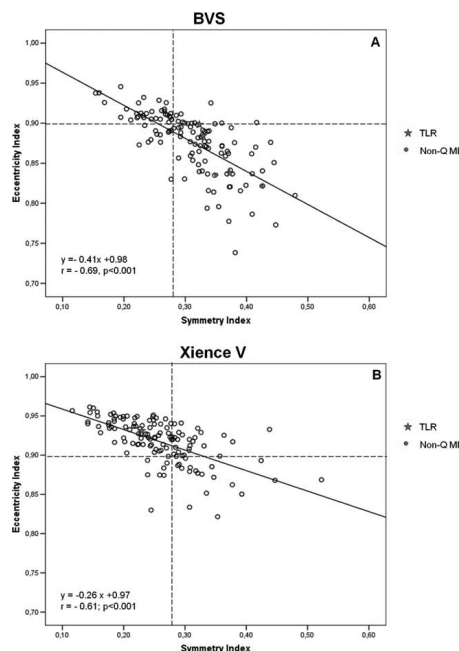 BVS
A
1,00
0,95
0,90
0,85
0,80
0,75
0,70
Eccentricity Index
y =- 0.41x +0.98
r = - 0.69, p<0.001
0,10 0,20 0,30 0,40 0,50 0,60
Symmetry Index
TLR
Non-Q MI
Xience V
B
1,00
0,95
0,90
0,85
0,80
0,75
0,70
Eccentricity Index
y = -0.26 x +0.97
r = - 0.61; p<0.001
0,10 0,20 0,30 0,40 0,50 0,60
Symmetry Index
TLR
Non-Q MI